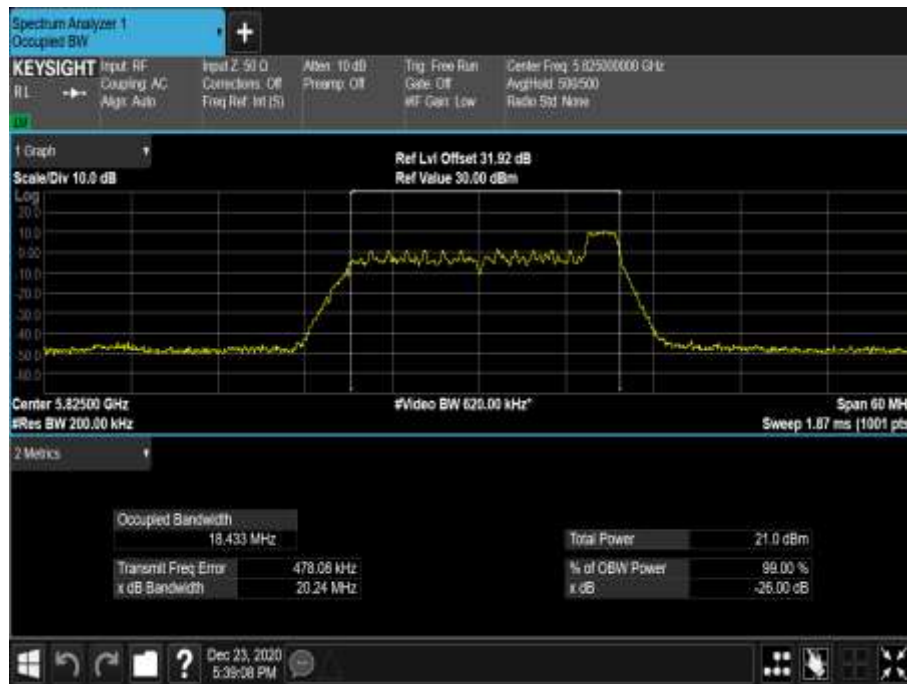 Spectrum Analyzer 1
Occupied BW
+
KEYSIGHT Input: RF Input Z: 50 Ω Atten: 10 dB Trig: Free Run Center Freq: 5.825000000 GHz
RL Coupling: AC Corrections: Off Preamp: Off Gate: Off Avg|Hold: 500/500
Align: Auto Freq Ref: Int (S) #IF Gain: Low Radio Std: None
1 Graph
Ref Lvl Offset 31.92 dB
Scale/Div 10.0 dB Ref Value 30.00 dBm
Log
20.0
10.0
0.00
-10.0
-20.0
-30.0
-40.0
-50.0
-60.0
Center 5.82500 GHz #Video BW 620.00 kHz* Span 60 MH
#Res BW 200.00 kHz Sweep 1.87 ms (1001 pts
2 Metrics
Occupied Bandwidth
18.433 MHz Total Power 21.0 dBm
Transmit Freq Error 478.06 kHz % of OBW Power 99.00 %
x dB Bandwidth 20.24 MHz x dB -26.00 dB
? Dec 23, 2020
5:39:08 PM